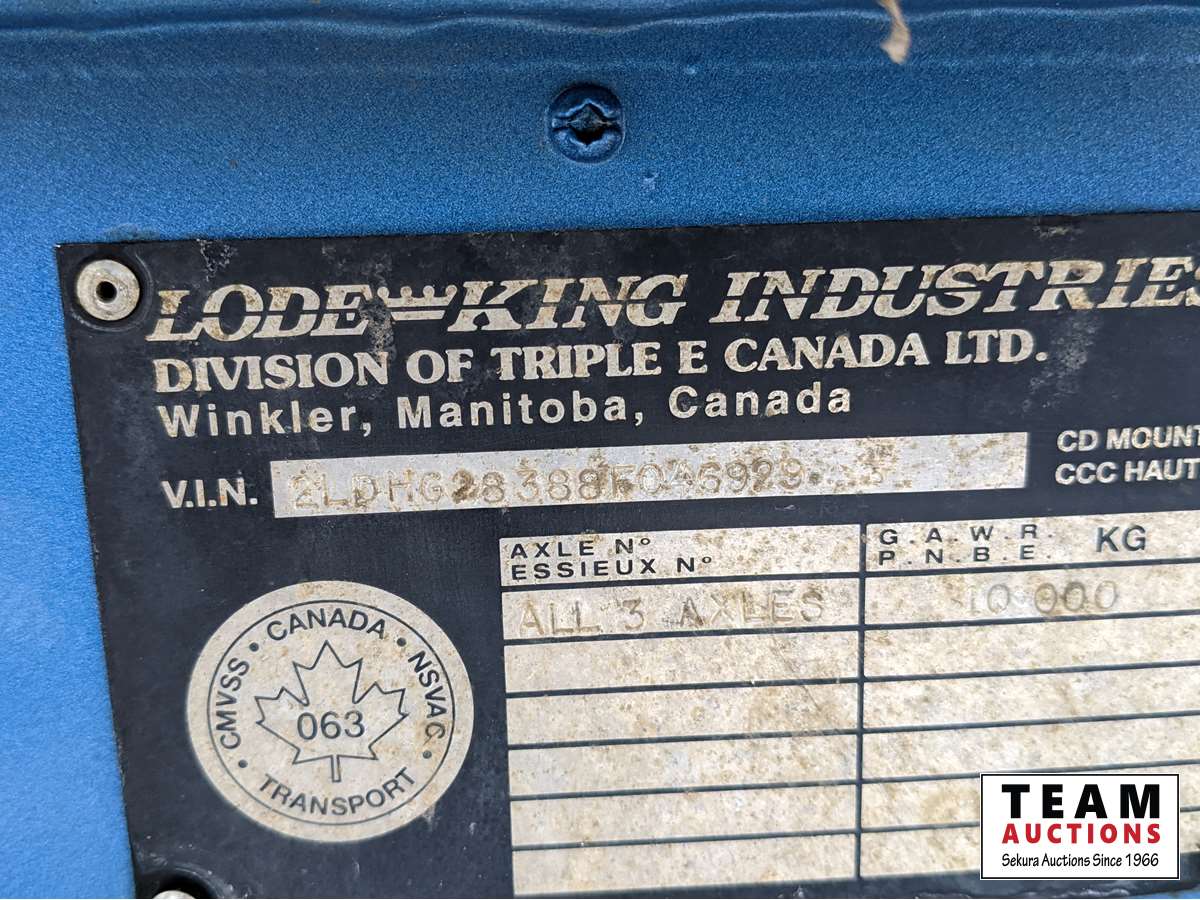 LODE KING INDUSTRIES
DIVISION OF TRIPLE E CANADA LTD.
Winkler, Manitoba, Canada
V.I.N. 2LDHG28388F046929
CD MOUNT
CCC HAUT
AXLE Nº
ESSIEUX Nº
G.A.W.R.
P.N.B.E. KG
ALL 3 AXLES 10 000
CMVSS • CANADA • NSVAC • TRANSPORT •
063
TEAM
AUCTIONS
Sekura Auctions Since 1966